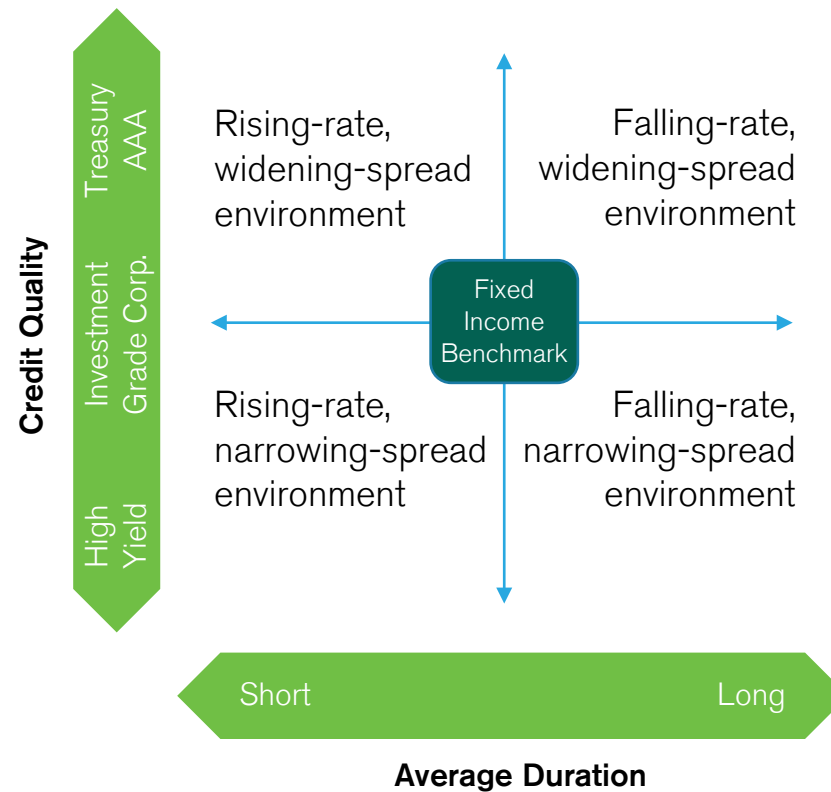 Credit Quality
Treasury
AAA
Investment
Grade Corp.
High
Yield
Rising-rate,
widening-spread
environment
Falling-rate,
widening-spread
environment
Fixed
Income
Benchmark
Rising-rate,
narrowing-spread
environment
Falling-rate,
narrowing-spread
environment
Short
Long
Average Duration